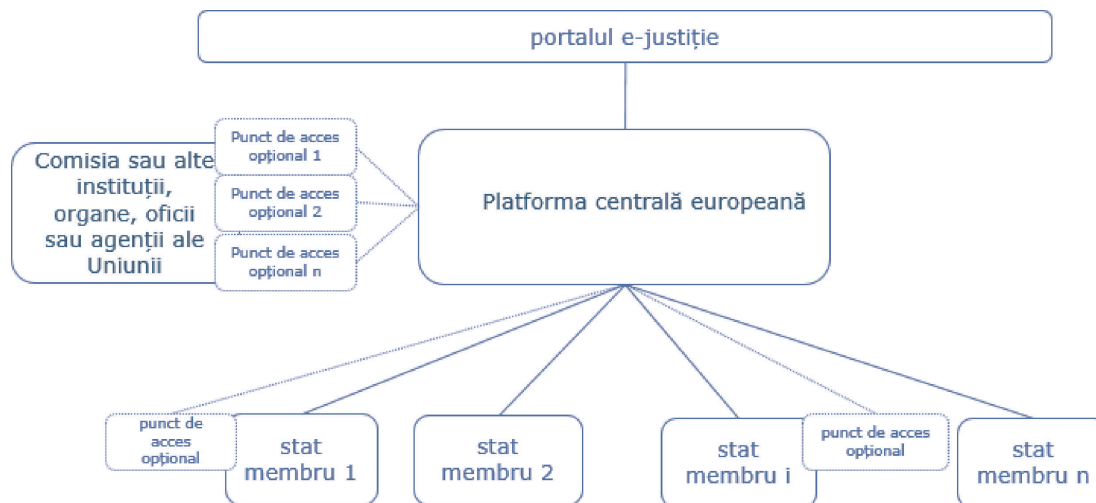 portalul e-justiție
Comisia sau alte
instituții,
organe, oficii
sau agenții ale
Uniunii
Punct de acces
opțional 1
Punct de acces
opțional 2
Punct de acces
opțional n
Platforma centrală europeană
punct de
acces
opțional
stat
membru 1
stat
membru 2
stat
membru i
punct de acces
opțional
stat
membru n